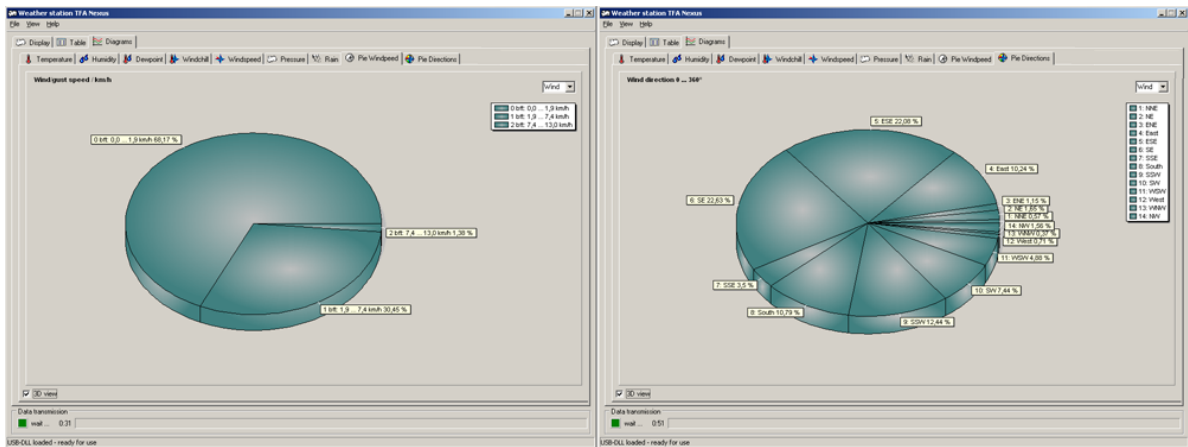 Weather station TFA Nexus
File View Help
Display Table Diagrams
Temperature Humidity Dewpoint Windchill Windspeed Pressure Rain Pie Windspeed Pie Directions
Wind gust speed / km/h
Wind
0 bft: 0,0 ... 1,9 km/h
1 bft: 1,9 ... 7,4 km/h
2 bft: 7,4 ... 13,0 km/h
0 bft: 0,0 ... 1,9 km/h 68,17 %
2 bft: 7,4 ... 13,0 km/h 1,38 %
1 bft: 1,9 ... 7,4 km/h 30,45 %
3D view
Data transmission
wait ... 0:31
USB-DLL loaded - ready for use
Weather station TFA Nexus
File View Help
Display Table Diagrams
Temperature Humidity Dewpoint Windchill Windspeed Pressure Rain Pie Windspeed Pie Directions
Wind direction 0 ... 360°
Wind
1: NNE
2: NE
3: ENE
4: East
5: ESE
6: SE
7: SSE
8: South
9: SSW
10: SW
11: WSW
12: West
13: WNW
14: NW
5: ESE 22,08 %
4: East 10,24 %
3: ENE 1,15 %
2: NE 1,65 %
1: NNE 0,57 %
14: NW 1,56 %
13: WNW 0,37 %
12: West 0,71 %
11: WSW 4,08 %
6: SE 22,63 %
7: SSE 3,5 %
10: SW 7,44 %
8: South 10,79 %
9: SSW 12,44 %
3D view
Data transmission
wait ... 0:51
USB-DLL loaded - ready for use